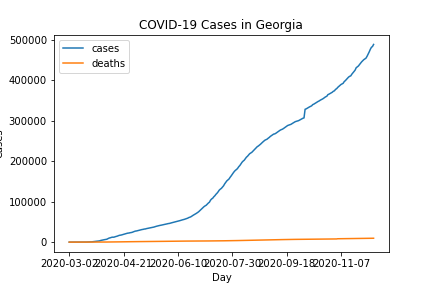 COVID-19 Cases in Georgia
cases
deaths
500000
400000
300000
200000
100000
0
cases
2020-03-02 2020-04-21 2020-06-10 2020-07-30 2020-09-18 2020-11-07
Day